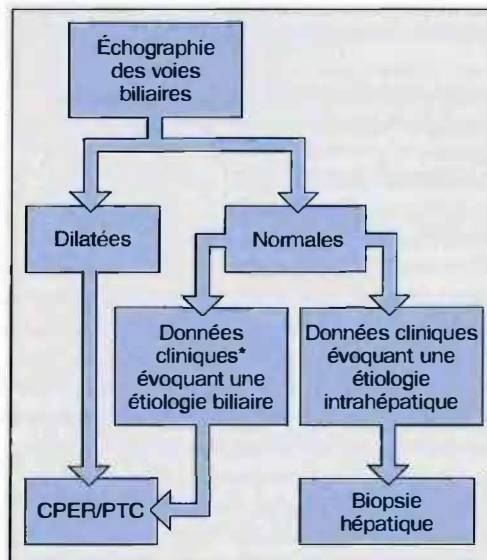 Échographie
des voies
biliaires
Dilatées
Normales
Données
cliniques*
évoquant une
étiologie biliaire
Données cliniques
évoquant une
étiologie
intrahépatique
CPER/PTC
Biopsie
hépatique